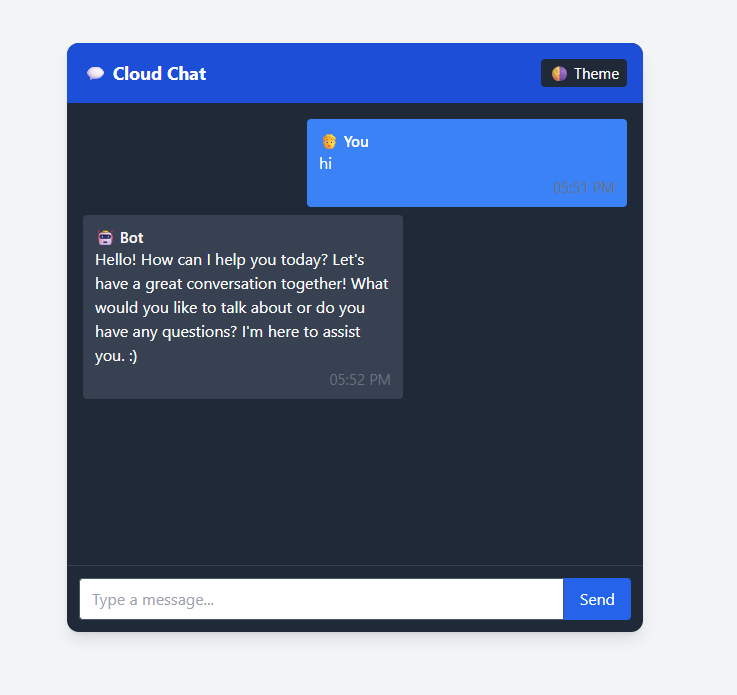 Cloud Chat
Theme
You
hi
05:51 PM
Bot
Hello! How can I help you today? Let's
have a great conversation together! What
would you like to talk about or do you
have any questions? I'm here to assist
you. :)
05:52 PM
Type a message...
Send